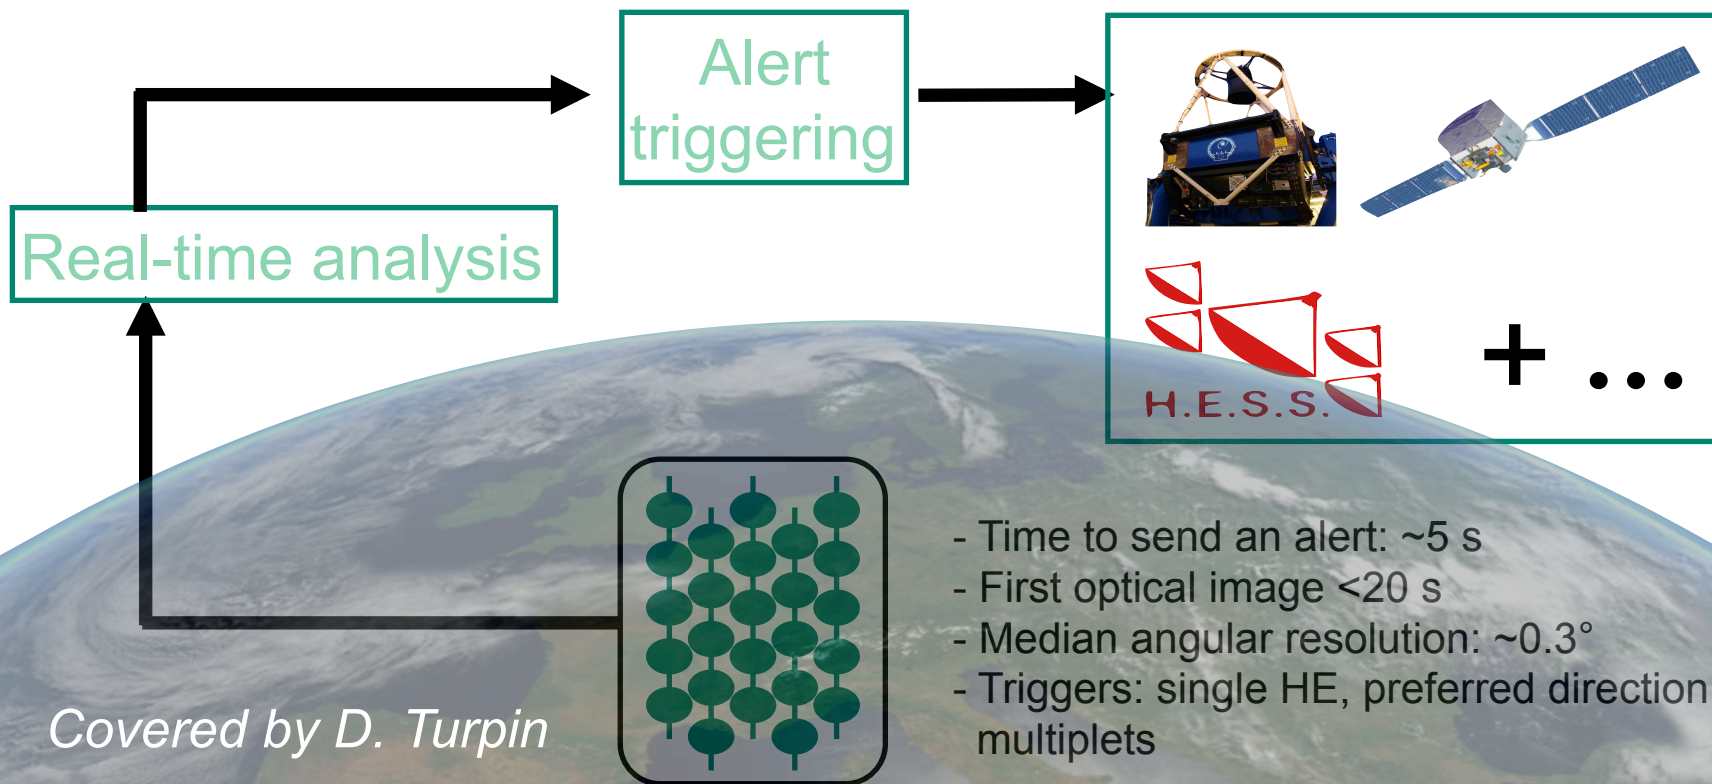 Alert
triggering
Real-time analysis
H.E.S.S.
+ ...
- Time to send an alert: ~5 s
- First optical image <20 s
- Median angular resolution: ~0.3°
- Triggers: single HE, preferred direction
multiplets
Covered by D. Turpin